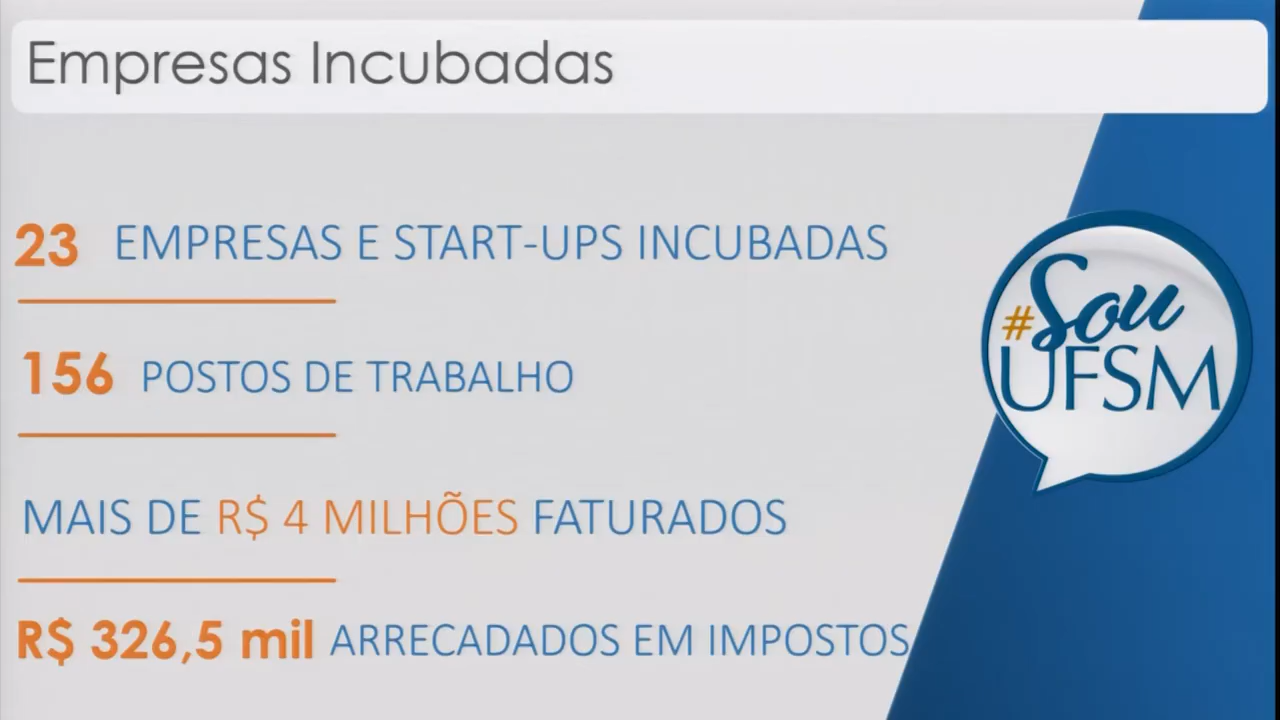 Empresas Incubadas
23 EMPRESAS E START-UPS INCUBADAS
156 POSTOS DE TRABALHO
MAIS DE R$ 4 MILHÕES FATURADOS
R$ 326,5 mil ARRECADADOS EM IMPOSTOS
#Sou
UFSM